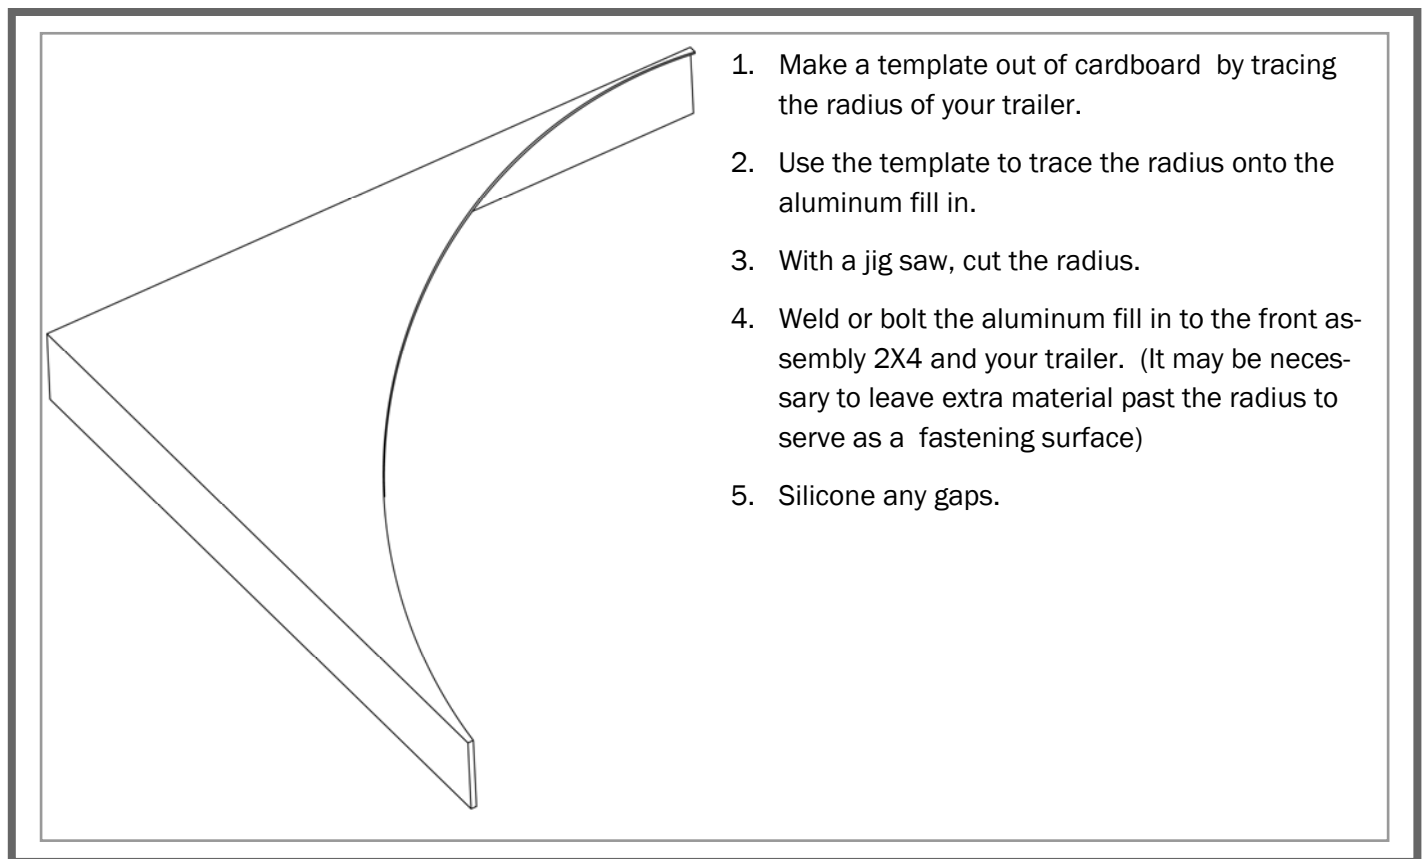 1. Make a template out of cardboard  by tracing
the radius of your trailer.
2. Use the template to trace the radius onto the
aluminum fill in.
3. With a jig saw, cut the radius.
4. Weld or bolt the aluminum fill in to the front as-
sembly 2X4 and your trailer.  (It may be neces-
sary to leave extra material past the radius to
serve as a  fastening surface)
5. Silicone any gaps.